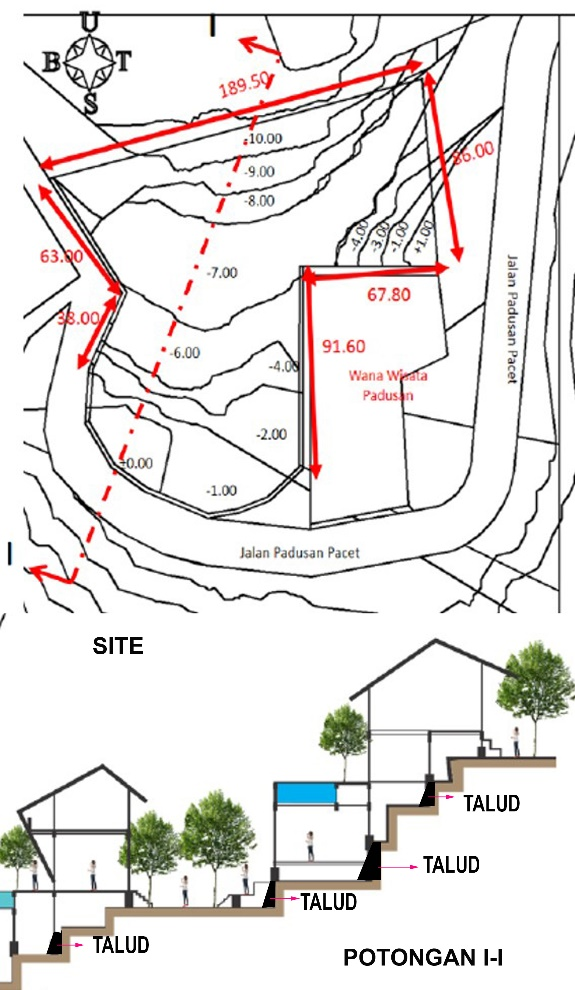 U
I
B
T
S
189.50
-10.00
-9.00
-8.00
86.00
-4.00
-3.00
-1.00
+1.00
63.00
-7.00
67.80
Jalan Padusan Pacet
38.00
-6.00
91.60
-4.00
Wana Wisata
Padusan
-2.00
±0.00
-1.00
I
Jalan Padusan Pacet
SITE
TALUD
TALUD
TALUD
TALUD
POTONGAN I-I